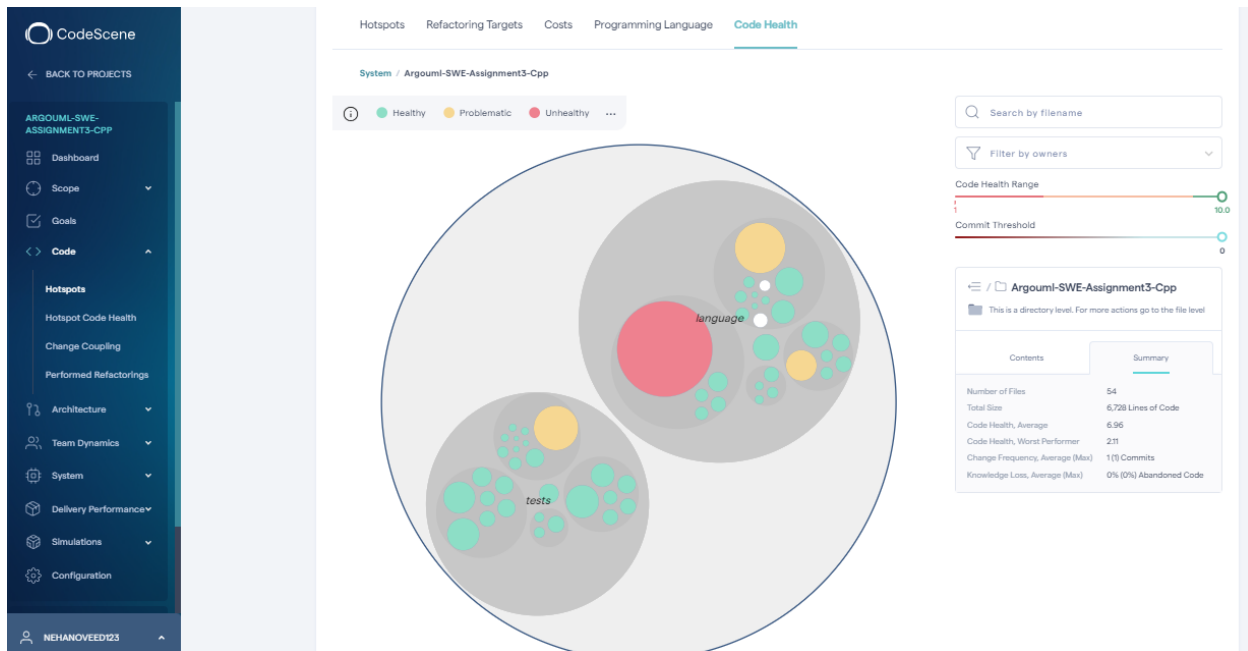 CodeScene
BACK TO PROJECTS
ARGOUML-SWE-
ASSIGNMENT3-CPP
Dashboard
Scope
Goals
Code
Hotspots
Hotspot Code Health
Change Coupling
Performed Refactorings
Architecture
Team Dynamics
System
Delivery Performance
Simulations
Configuration
NEHANOVEED123
Hotspots Refactoring Targets Costs Programming Language Code Health
System / Argouml-SWE-Assignment3-Cpp
Healthy Problematic Unhealthy ...
language
tests
Search by filename
Filter by owners
Code Health Range
1 10.0
Commit Threshold
0
/ Argouml-SWE-Assignment3-Cpp
This is a directory level. For more actions go to the file level
Contents Summary
Number of Files 54
Total Size 6,728 Lines of Code
Code Health, Average 6.96
Code Health, Worst Performer 2.11
Change Frequency, Average (Max) 1 (1) Commits
Knowledge Loss, Average (Max) 0% (0%) Abandoned Code